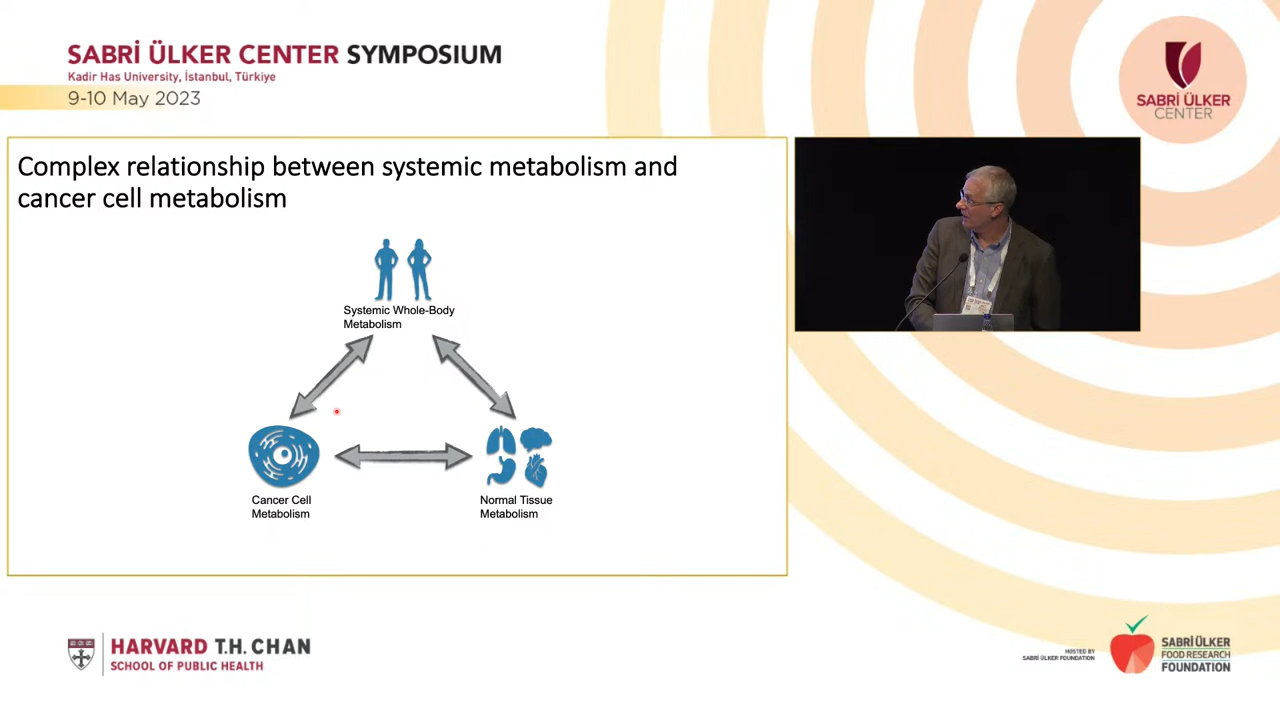 SABRİ ÜLKER CENTER SYMPOSIUM
Kadir Has University, İstanbul, Türkiye
9-10 May 2023
SABRİ ÜLKER
CENTER
Complex relationship between systemic metabolism and
cancer cell metabolism
Systemic Whole-Body
Metabolism
Cancer Cell
Metabolism
Normal Tissue
Metabolism
HARVARD T.H. CHAN
SCHOOL OF PUBLIC HEALTH
HOSTED BY
SABRİ ÜLKER FOUNDATION
SABRİ ÜLKER
FOOD RESEARCH
FOUNDATION